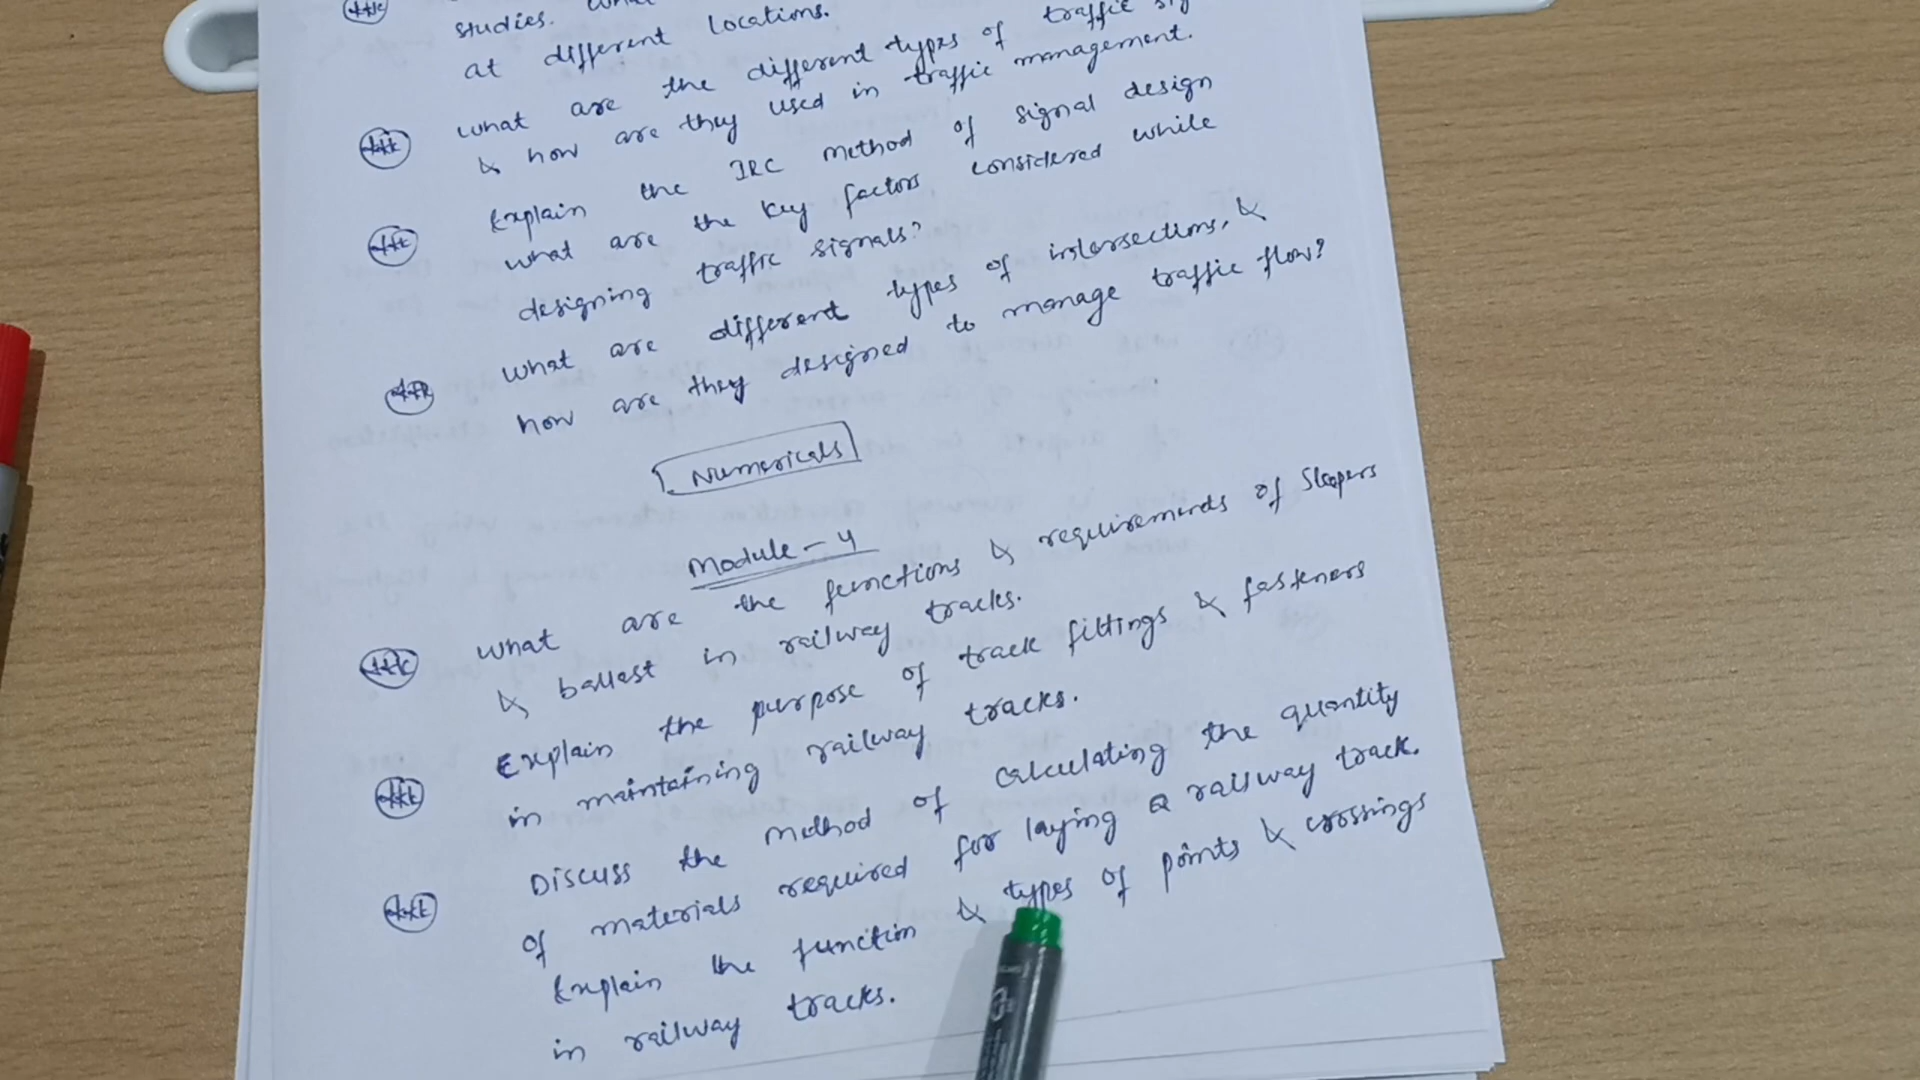 studies.
at different locations.
what are the different types of traffic
& how are they used in traffic management.
Explain the IRC method of signal design
what are the key factors considered while
designing traffic signals?
what are different types of intersections, &
how are they designed to manage traffic flow?
Numericals
Module - 4
what are the functions & requirements of Sleepers
& ballast in railway tracks.
Explain the purpose of track fittings & fasteners
in maintaining railway tracks.
Discuss the method of calculating the quantity
of materials required for laying a railway track.
Explain the function & types of points & crossings
in railway tracks.